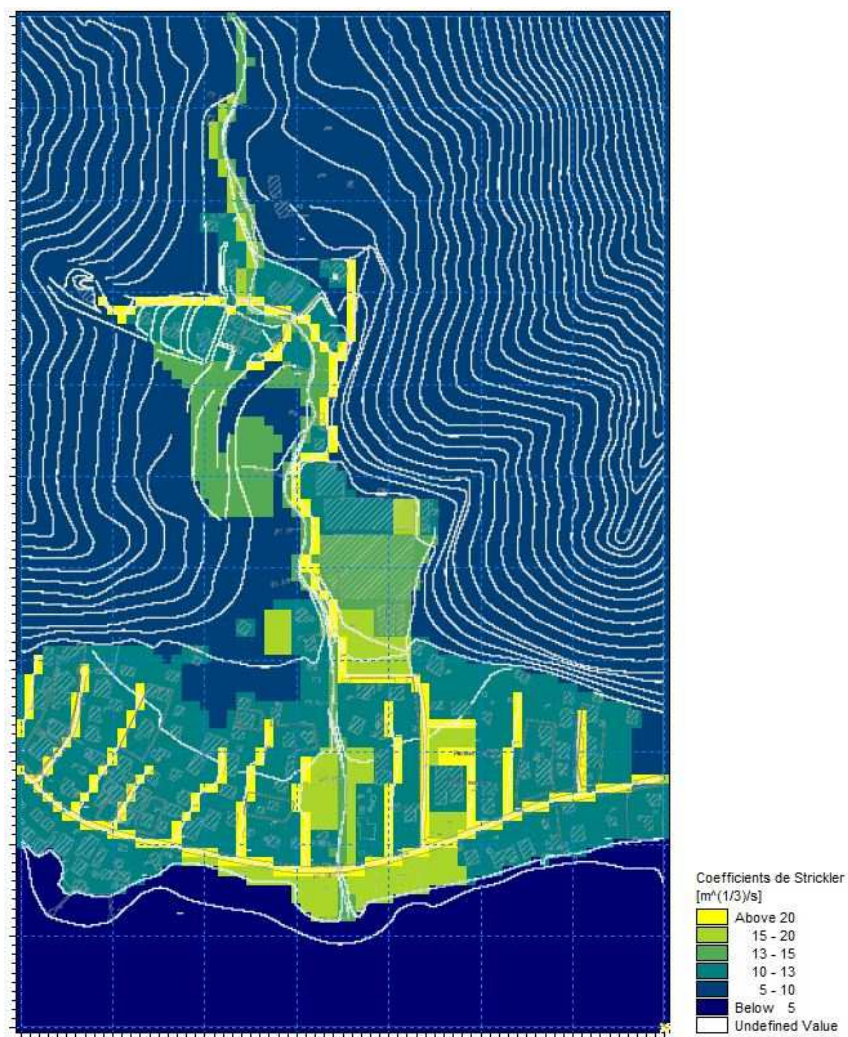 Coefficients de Strickler
[m^(1/3)/s]
Above 20
15 - 20
13 - 15
10 - 13
5 - 10
Below 5
Undefined Value